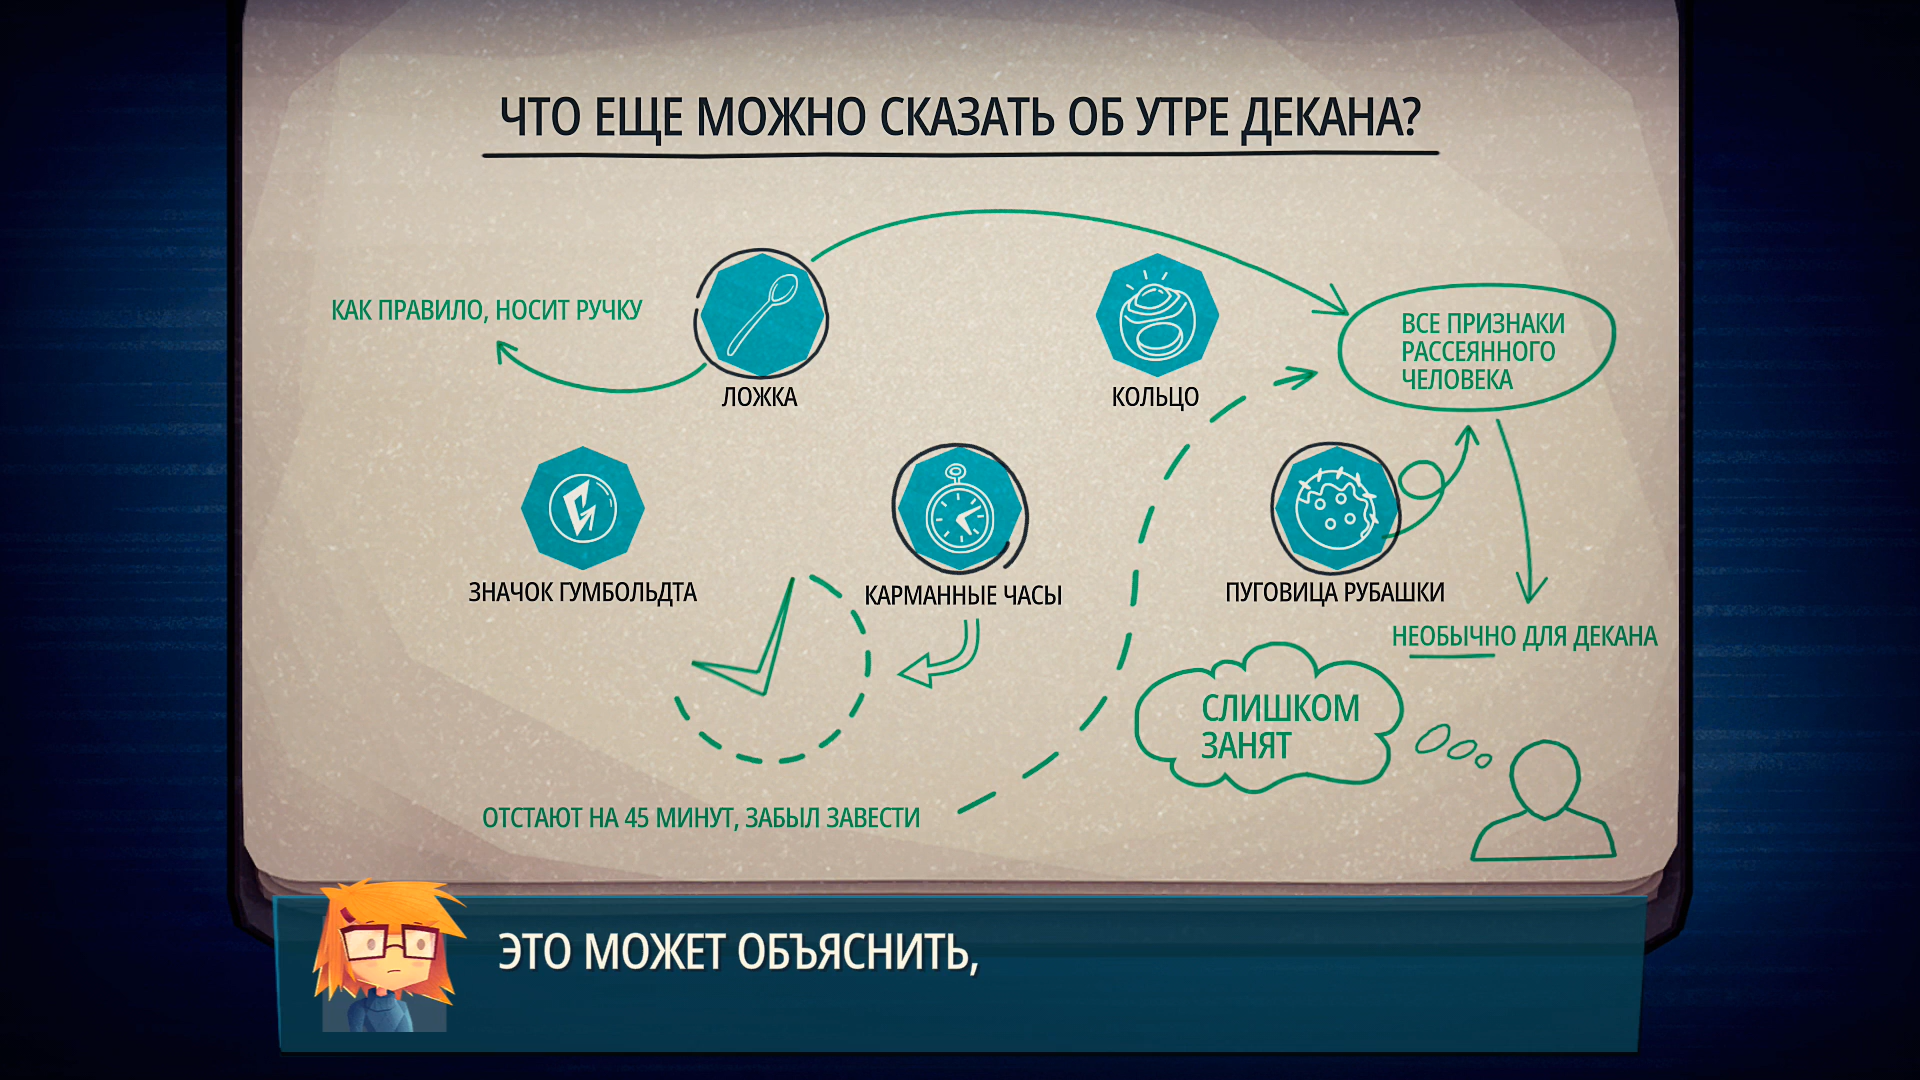 ЧТО ЕЩЕ МОЖНО СКАЗАТЬ ОБ УТРЕ ДЕКАНА?
КАК ПРАВИЛО, НОСИТ РУЧКУ
ЛОЖКА
КОЛЬЦО
ВСЕ ПРИЗНАКИ
РАССЕЯННОГО
ЧЕЛОВЕКА
ЗНАЧОК ГУМБОЛЬДТА
КАРМАННЫЕ ЧАСЫ
ПУГОВИЦА РУБАШКИ
НЕОБЫЧНО ДЛЯ ДЕКАНА
СЛИШКОМ
ЗАНЯТ
ОТСТАЮТ НА 45 МИНУТ, ЗАБЫЛ ЗАВЕСТИ
ЭТО МОЖЕТ ОБЪЯСНИТЬ,